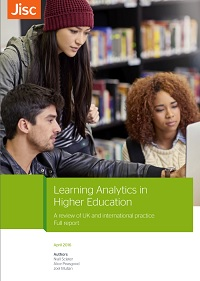 Jisc
Learning Analytics in
Higher Education
A review of UK and international practice
Full report
April 2016
Authors
Niall Sclater
Alice Peasgood
Joel Mullan